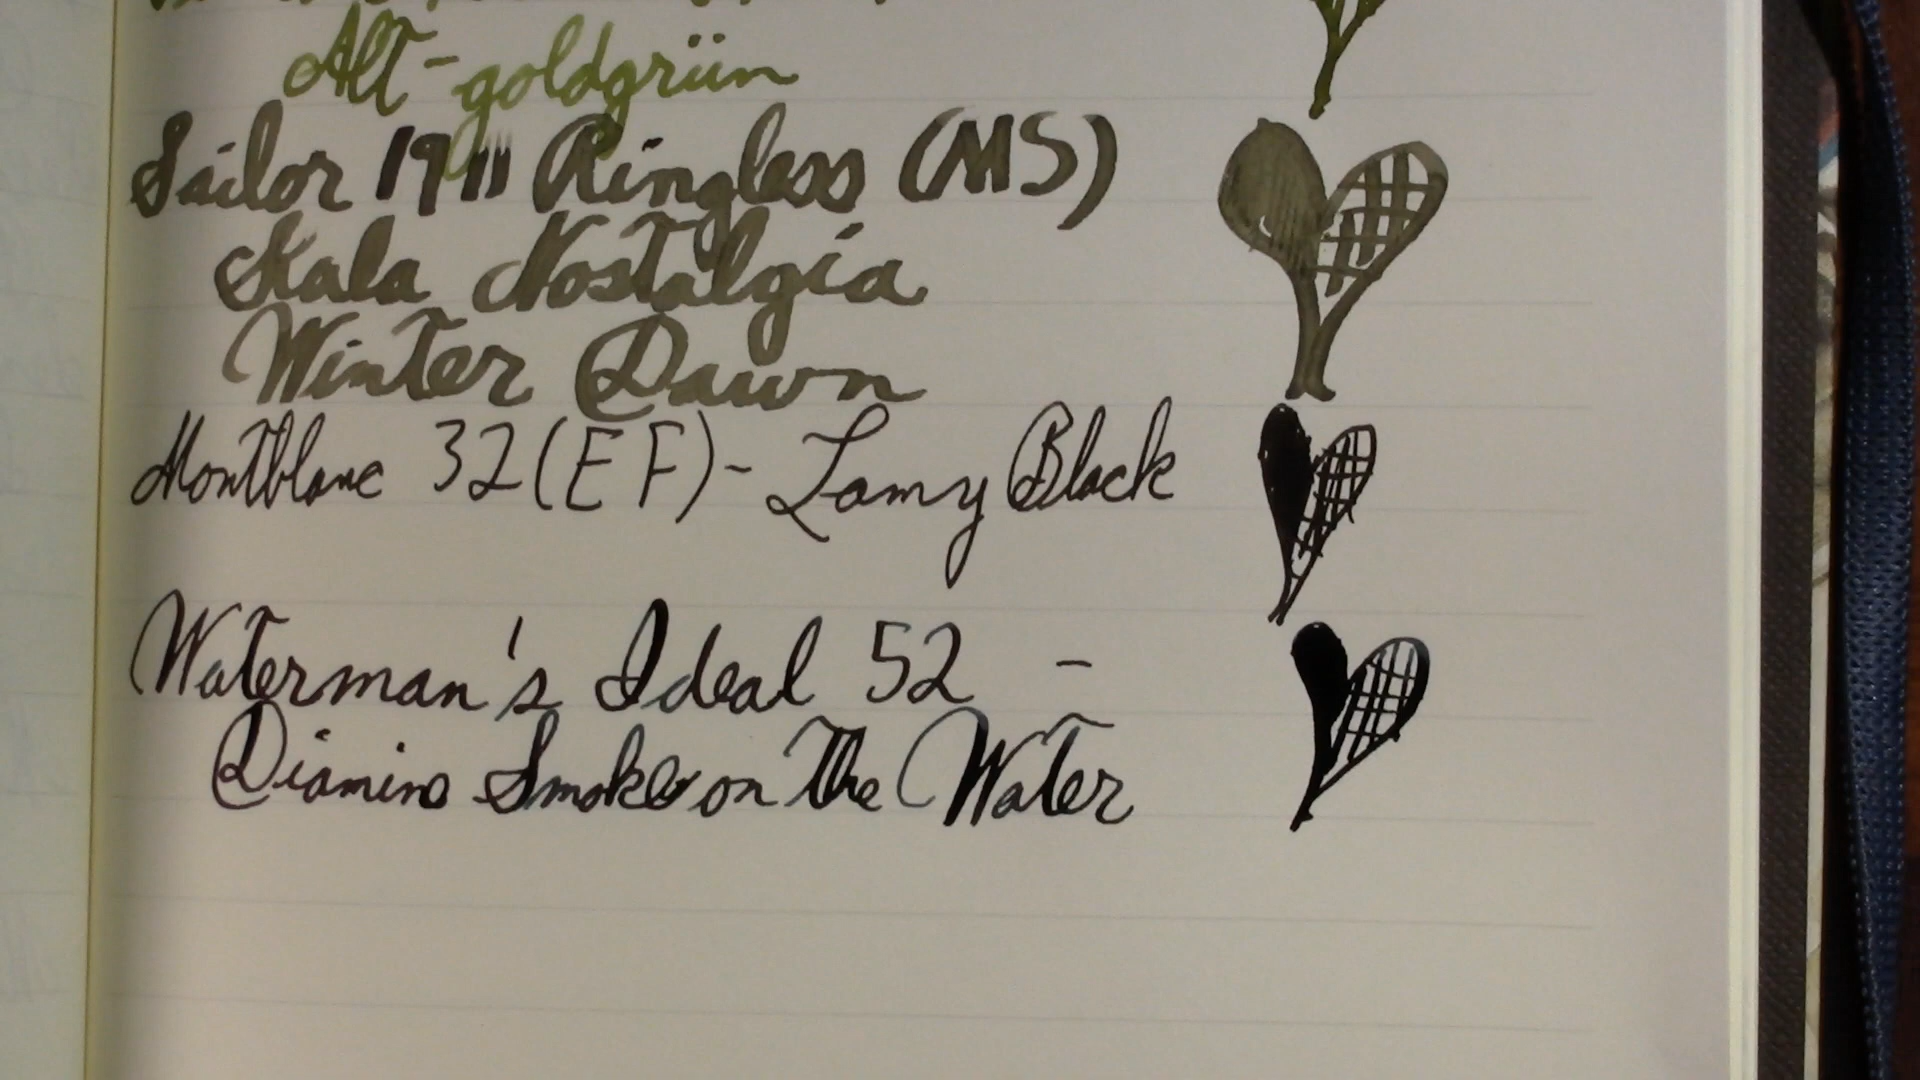 Alt-goldgrün
Sailor 1911 Ringless (MS)
Kala Nostalgia
Winter Dawn
Montblanc 32 (EF) - Lamy Black
Waterman's Ideal 52 -
Diamine Smoke on the Water